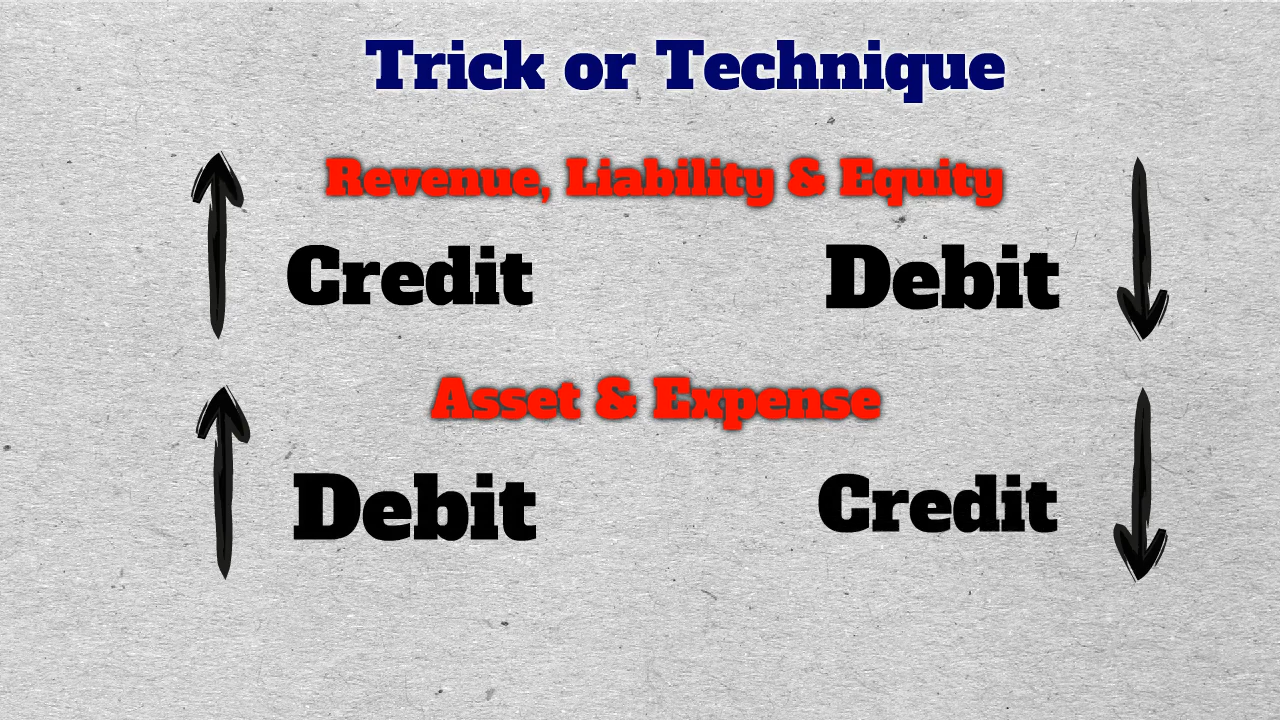 Trick or Technique
Revenue, Liability & Equity
Credit Debit
Asset & Expense
Debit Credit